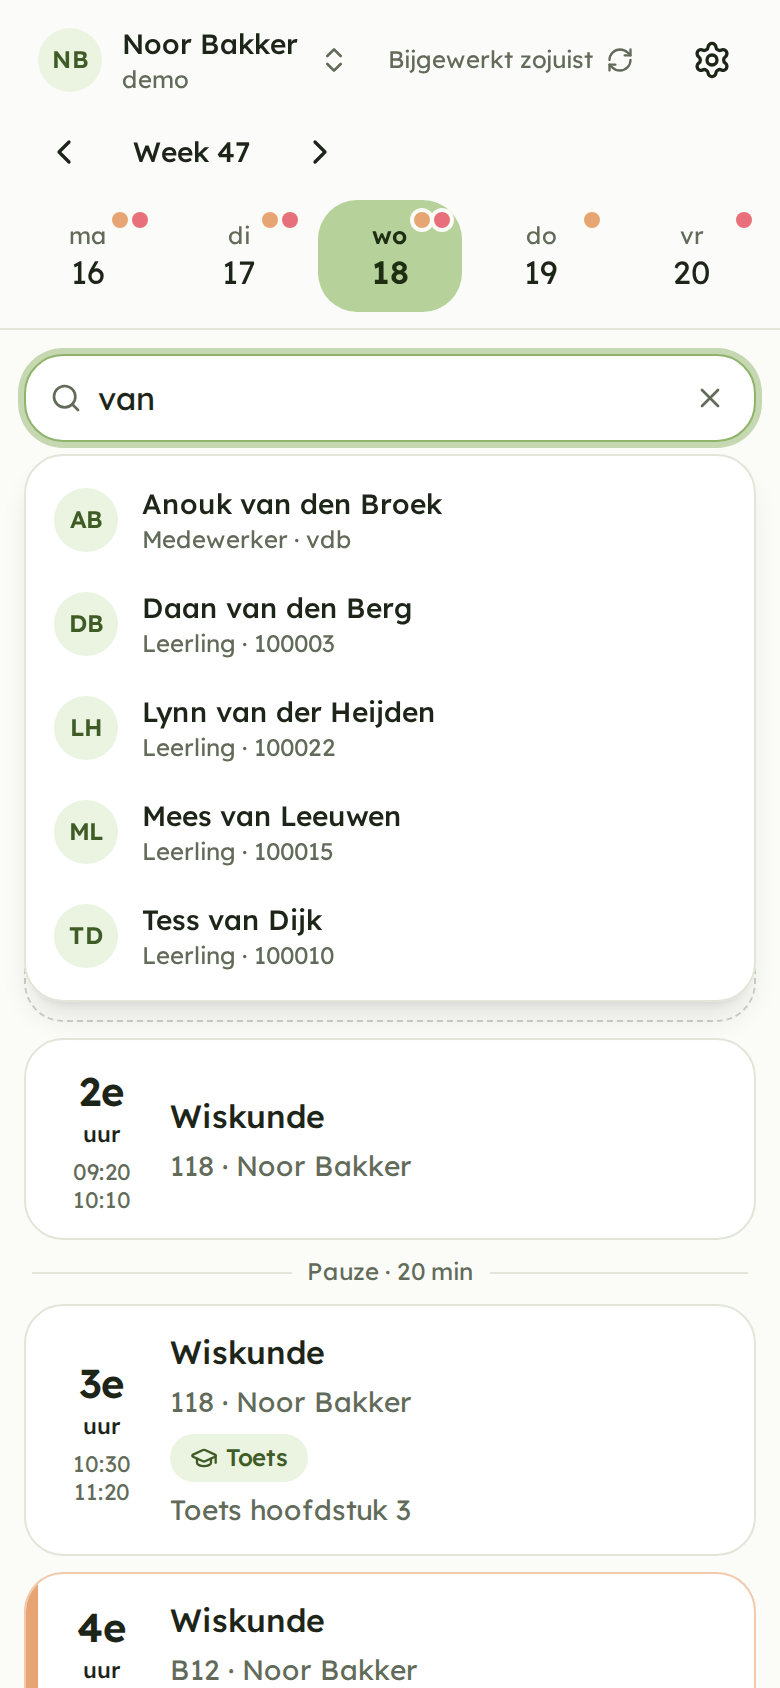 NB
Noor Bakker
demo
Bijgewerkt zojuist
Week 47
ma
16
di
17
wo
18
do
19
vr
20
van
AB
Anouk van den Broek
Medewerker · vdb
DB
Daan van den Berg
Leerling · 100003
LH
Lynn van der Heijden
Leerling · 100022
ML
Mees van Leeuwen
Leerling · 100015
TD
Tess van Dijk
Leerling · 100010
2e
uur
09:20
10:10
Wiskunde
118 · Noor Bakker
Pauze · 20 min
3e
uur
10:30
11:20
Wiskunde
118 · Noor Bakker
Toets
Toets hoofdstuk 3
4e
uur
Wiskunde
B12 · Noor Bakker